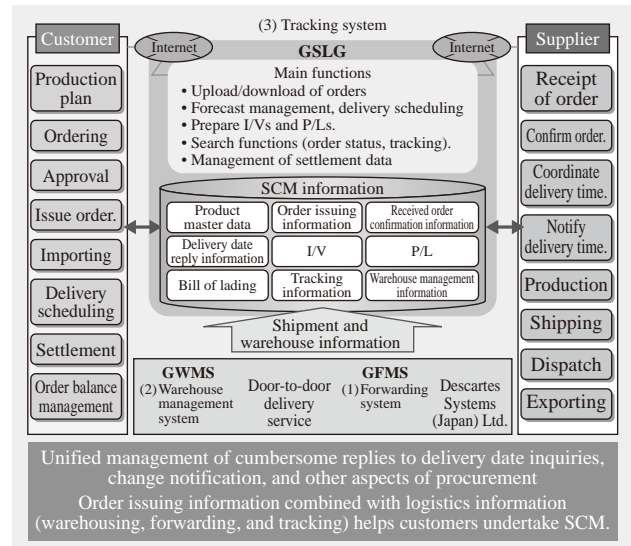 (3) Tracking system
Customer
Internet
GSLG
Internet
Supplier
Production
plan
Ordering
Approval
Issue order.
Importing
Delivery
scheduling
Settlement
Order balance
management
Main functions
• Upload/download of orders
• Forecast management, delivery scheduling
• Prepare I/Vs and P/Ls.
• Search functions (order status, tracking).
• Management of settlement data
SCM information
Product
master data
Order issuing
information
Received order
confirmation information
Delivery date
reply information
I/V
P/L
Bill of lading
Tracking
information
Warehouse management
information
Shipment and
warehouse information
GWMS
(2) Warehouse
management
system
Door-to-door
delivery
service
GFMS
(1) Forwarding
system
Descartes
Systems
(Japan) Ltd.
Receipt
of order
Confirm order.
Coordinate
delivery time.
Notify
delivery time.
Production
Shipping
Dispatch
Exporting
Unified management of cumbersome replies to delivery date inquiries,
change notification, and other aspects of procurement
Order issuing information combined with logistics information
(warehousing, forwarding, and tracking) helps customers undertake SCM.